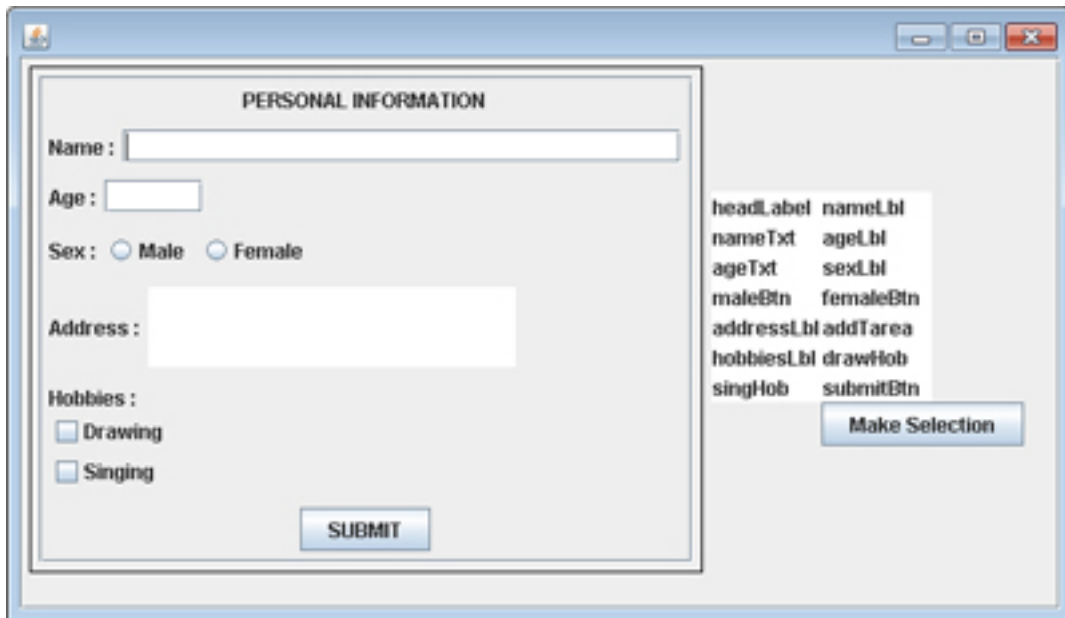 PERSONAL INFORMATION
Name :
Age :
Sex : Male Female
Address :
Hobbies :
Drawing
Singing
SUBMIT
headLabel nameLbl
nameTxt ageLbl
ageTxt sexLbl
maleBtn femaleBtn
addressLbl addTarea
hobbiesLbl drawHob
singHob submitBtn
Make Selection